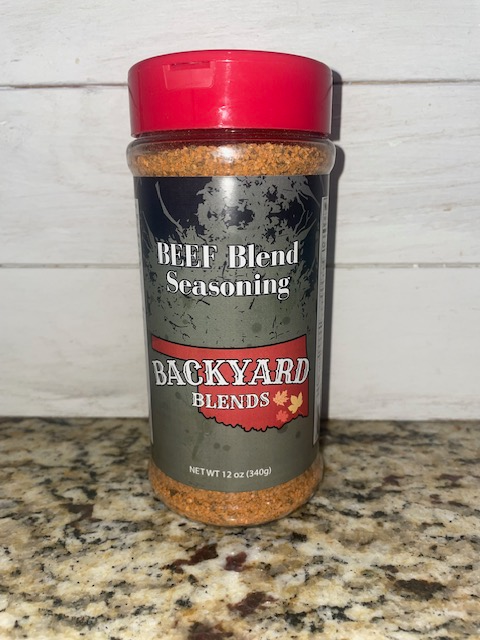 BEEF Blend
Seasoning
BACKYARD
BLENDS
NET WT 12 oz (340g)